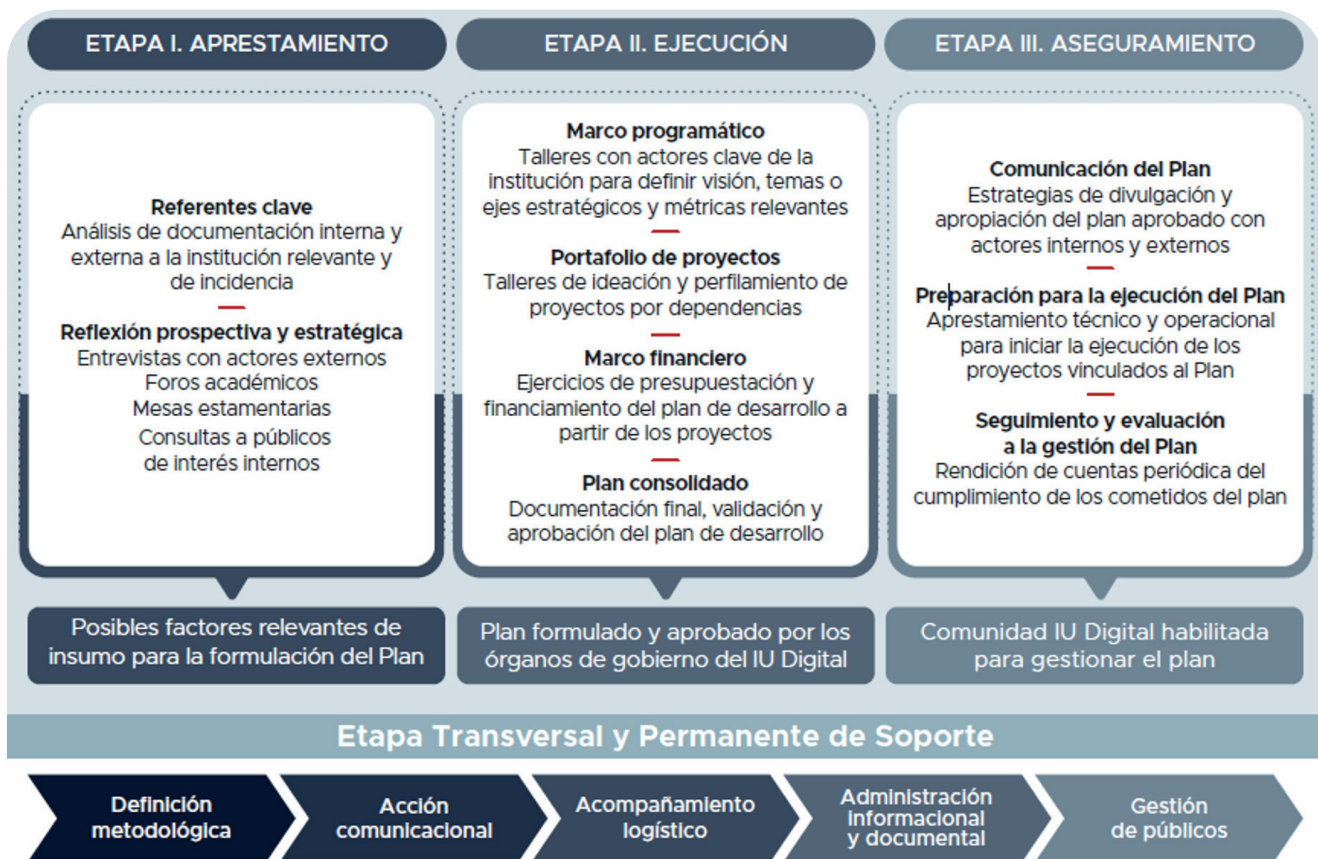 ETAPA I. APRESTAMIENTO
Referentes clave
Análisis de documentación interna y
externa a la institución relevante y
de incidencia
Reflexión prospectiva y estratégica
Entrevistas con actores externos
Foros académicos
Mesas estamentarias
Consultas a públicos
de interés internos
Posibles factores relevantes de
insumo para la formulación del Plan
ETAPA II. EJECUCIÓN
Marco programático
Talleres con actores clave de la
institución para definir visión, temas o
ejes estratégicos y métricas relevantes
Portafolio de proyectos
Talleres de ideación y perfilamiento de
proyectos por dependencias
Marco financiero
Ejercicios de presupuestación y
financiamiento del plan de desarrollo a
partir de los proyectos
Plan consolidado
Documentación final, validación y
aprobación del plan de desarrollo
Plan formulado y aprobado por los
órganos de gobierno del IU Digital
ETAPA III. ASEGURAMIENTO
Comunicación del Plan
Estrategias de divulgación y
apropiación del plan aprobado con
actores internos y externos
Preparación para la ejecución del Plan
Aprestamiento técnico y operacional
para iniciar la ejecución de los
proyectos vinculados al Plan
Seguimiento y evaluación
a la gestión del Plan
Rendición de cuentas periódica del
cumplimiento de los cometidos del plan
Comunidad IU Digital habilitada
para gestionar el plan
Etapa Transversal y Permanente de Soporte
Definición
metodológica
Acción
comunicacional
Acompañamiento
logístico
Administración
informacional
y documental
Gestión
de públicos